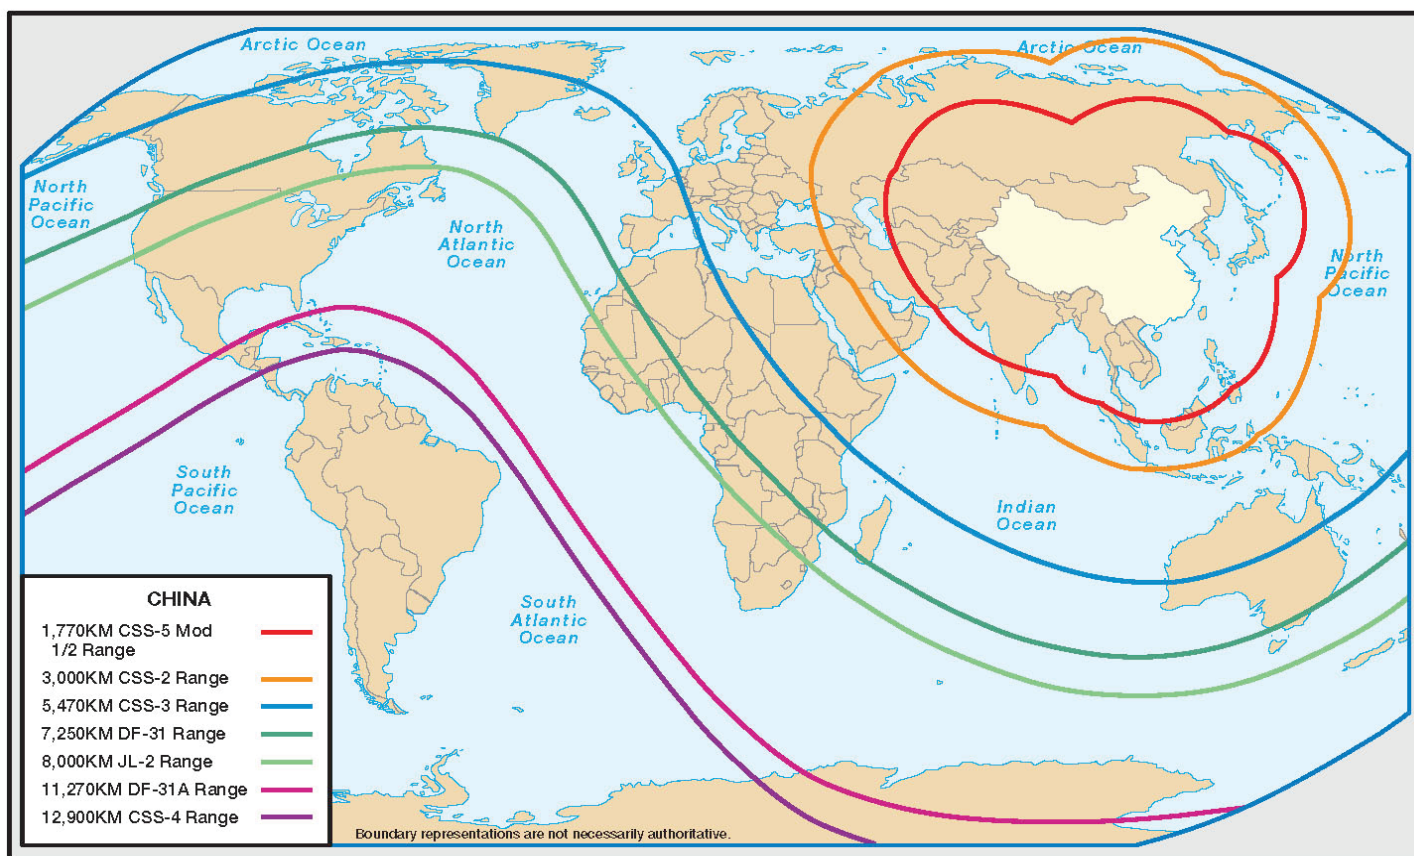 Arctic Ocean
Arctic Ocean
North
Pacific
Ocean
North
Atlantic
Ocean
North
Pacific
Ocean
South
Pacific
Ocean
Indian
Ocean
South
Atlantic
Ocean
CHINA
1,770KM CSS-5 Mod
1/2 Range
3,000KM CSS-2 Range
5,470KM CSS-3 Range
7,250KM DF-31 Range
8,000KM JL-2 Range
11,270KM DF-31A Range
12,900KM CSS-4 Range
Boundary representations are not necessarily authoritative.